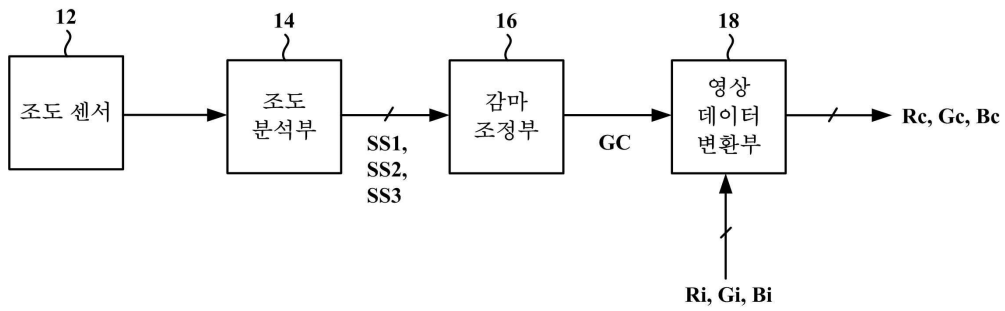 12
14
16
18
조도 센서
조도
분석부
감마
조정부
영상
데이터
변환부
SS1,
SS2,
SS3
GC
Rc, Gc, Bc
Ri, Gi, Bi